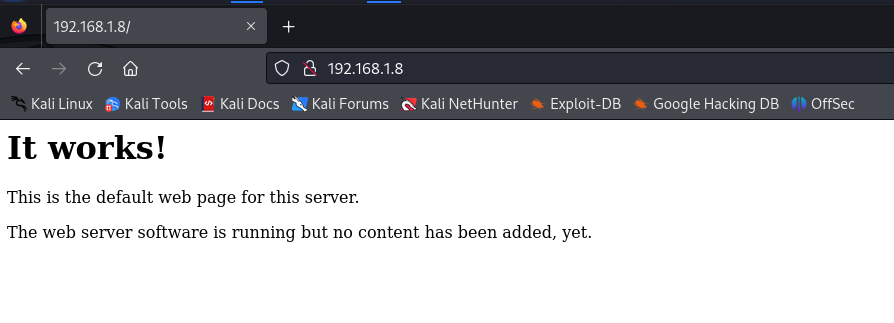 192.168.1.8/
192.168.1.8
Kali Linux Kali Tools Kali Docs Kali Forums Kali NetHunter Exploit-DB Google Hacking DB OffSec
It works!
This is the default web page for this server.
The web server software is running but no content has been added, yet.